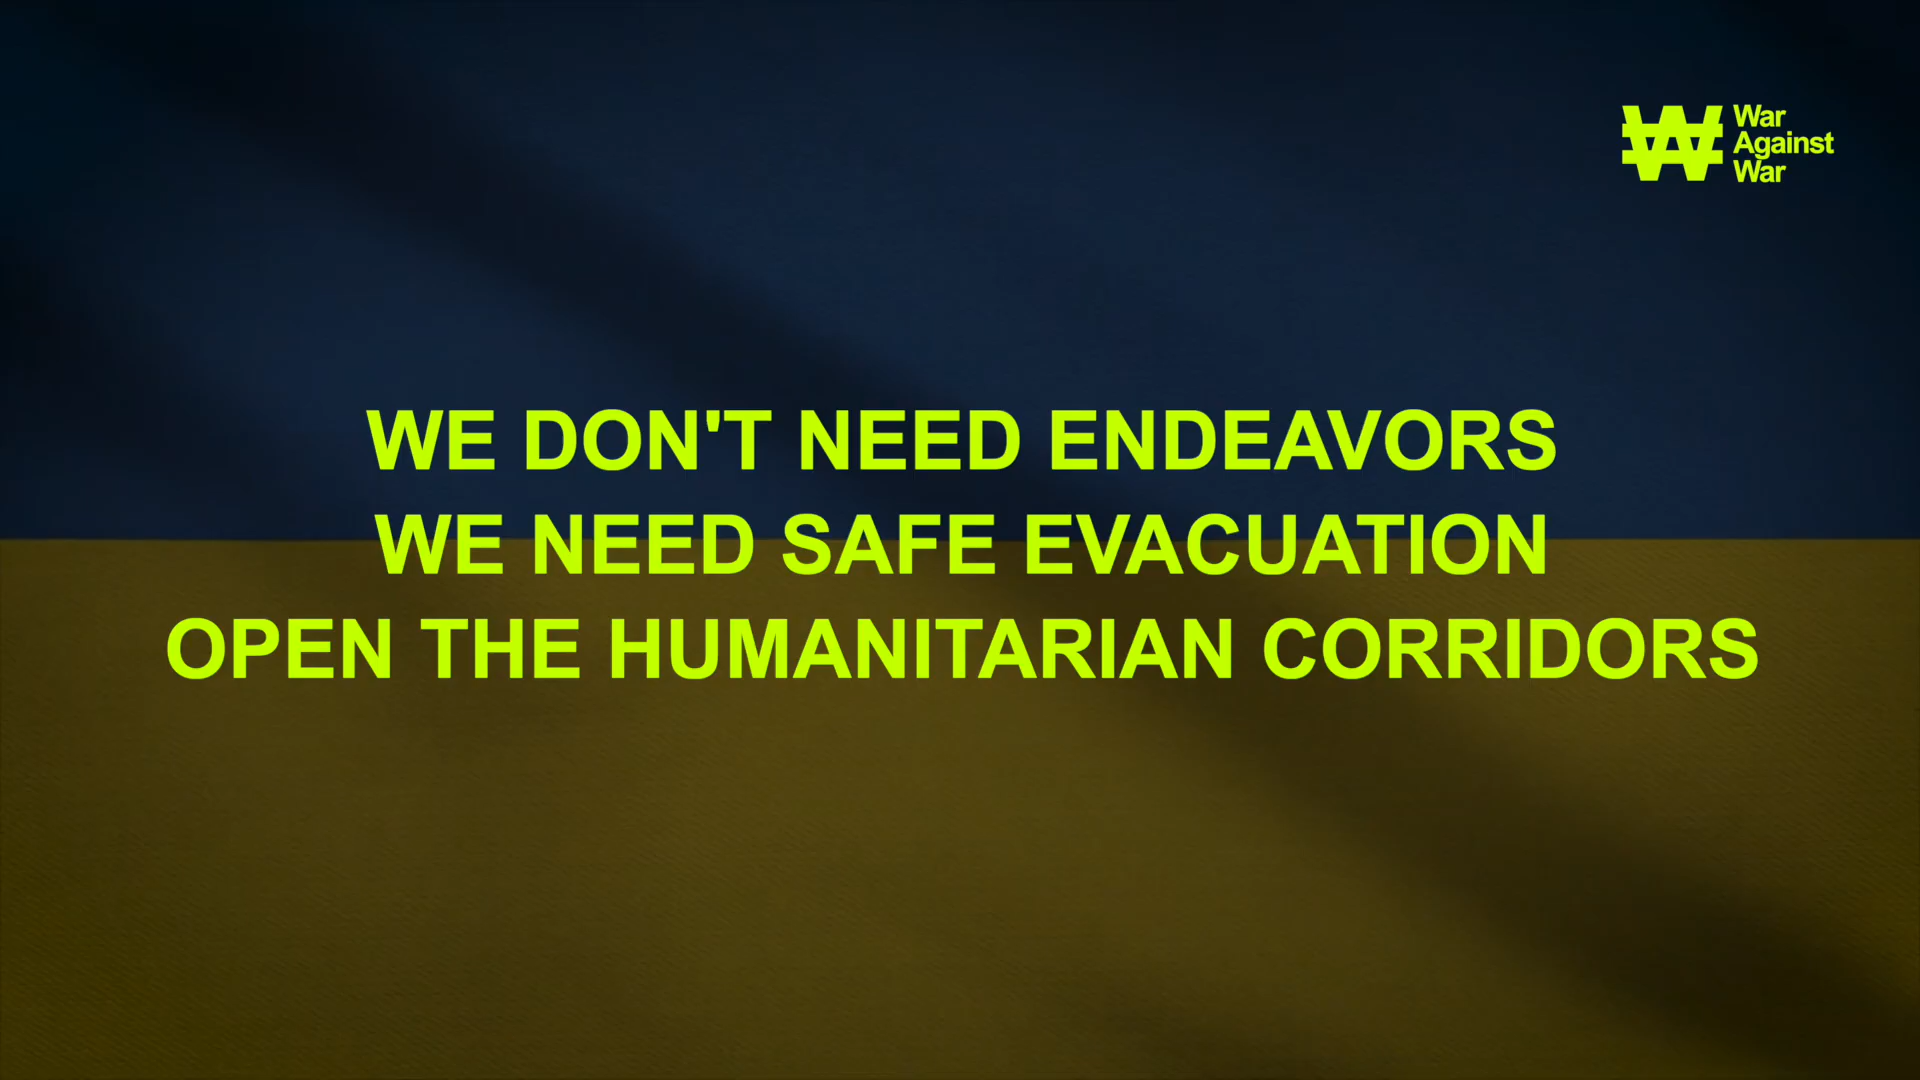 War
Against
War
WE DON'T NEED ENDEAVORS
WE NEED SAFE EVACUATION
OPEN THE HUMANITARIAN CORRIDORS